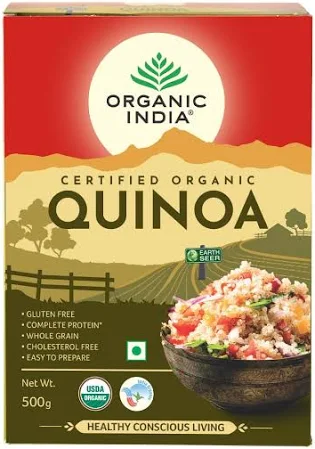 ORGANIC
INDIA®
CERTIFIED ORGANIC
QUINOA
EARTH
SEER
• GLUTEN FREE
• COMPLETE PROTEIN*
• WHOLE GRAIN
• CHOLESTEROL FREE
• EASY TO PREPARE
Net Wt.
500g
USDA
ORGANIC
HEALTHY CONSCIOUS LIVING